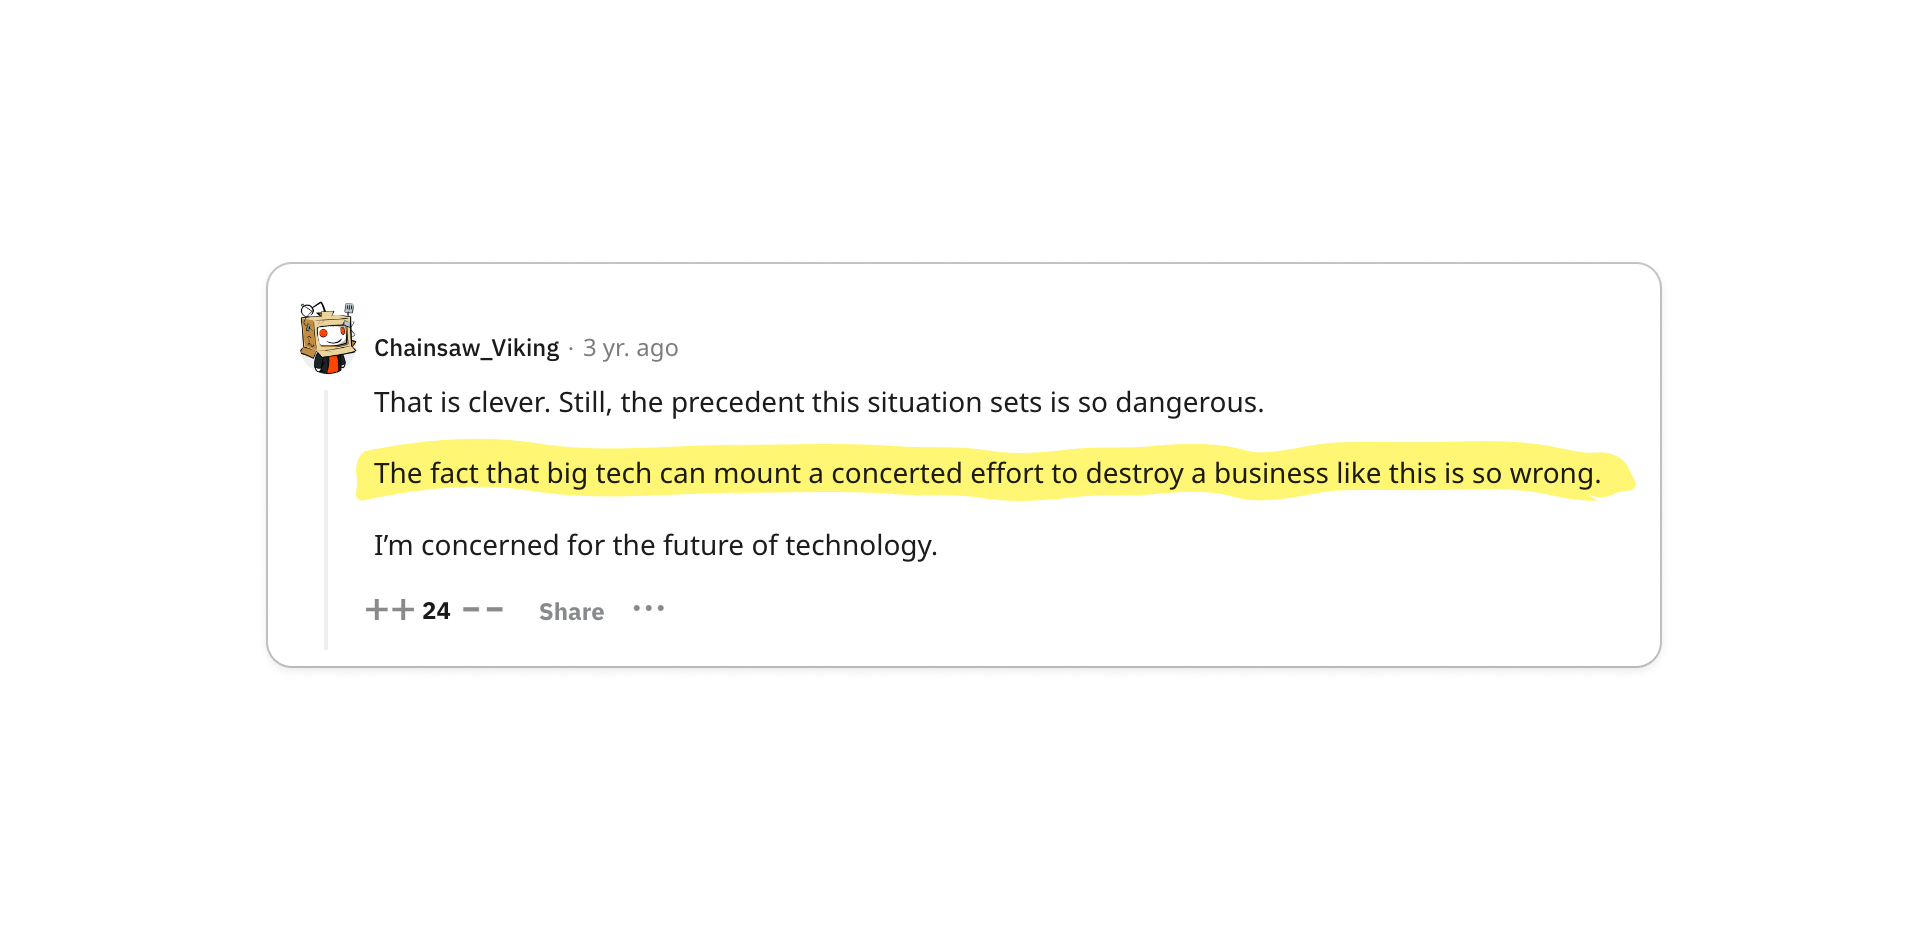 Chainsaw_Viking · 3 yr. ago
That is clever. Still, the precedent this situation sets is so dangerous.
The fact that big tech can mount a concerted effort to destroy a business like this is so wrong.
I’m concerned for the future of technology.
++ 24 −− Share ···